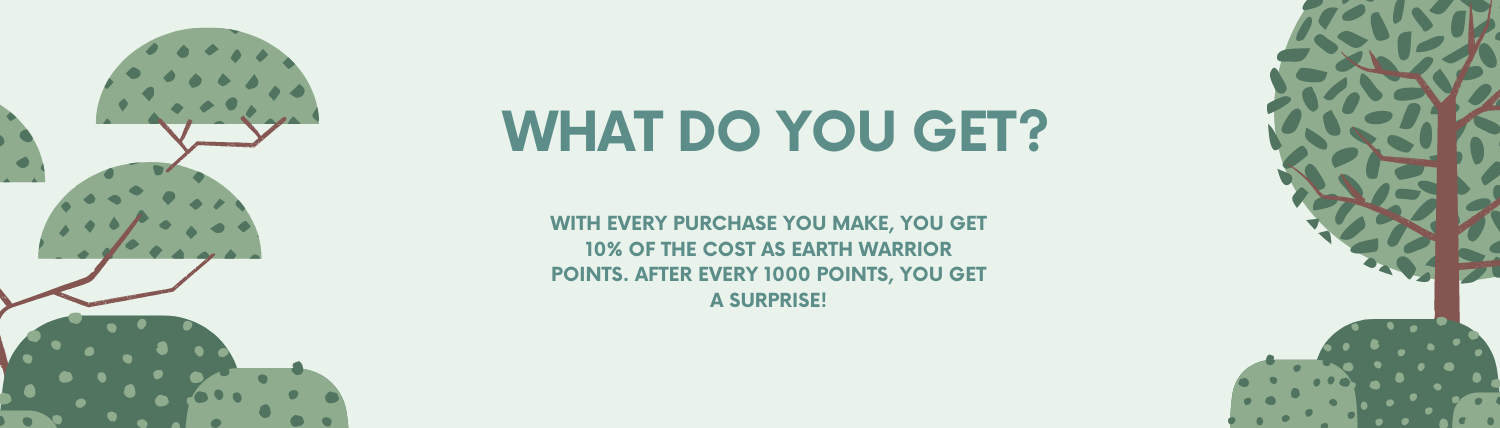 WHAT DO YOU GET?
WITH EVERY PURCHASE YOU MAKE, YOU GET
10% OF THE COST AS EARTH WARRIOR
POINTS. AFTER EVERY 1000 POINTS, YOU GET
A SURPRISE!